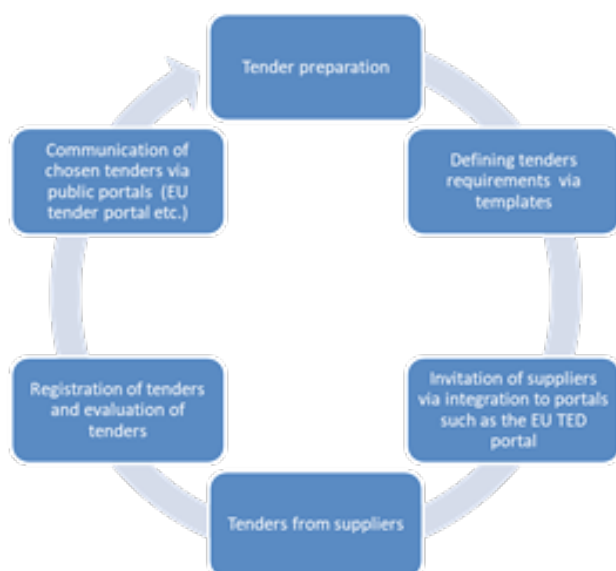 Tender preparation
Defining tenders
requirements via
templates
Invitation of suppliers
via integration to portals
such as the EU TED
portal
Tenders from suppliers
Registration of tenders
and evaluation of
tenders
Communication of
chosen tenders via
public portals (EU
tender portal etc.)